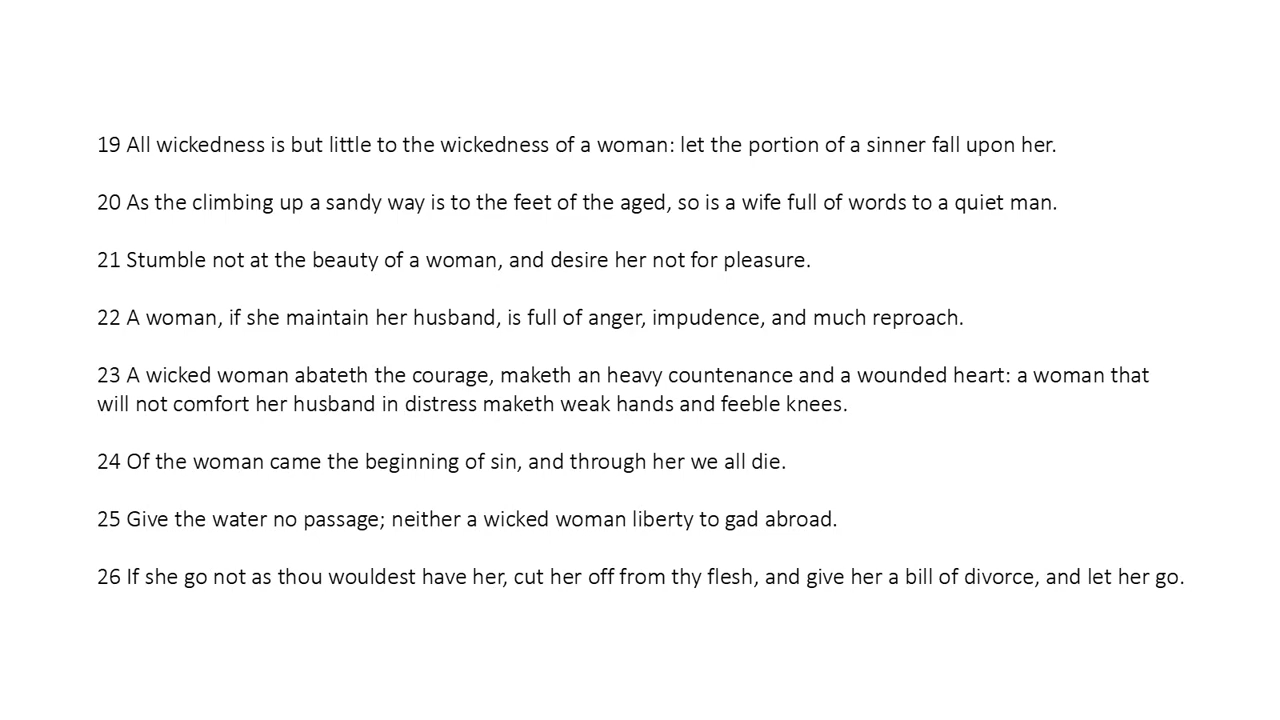 19 All wickedness is but little to the wickedness of a woman: let the portion of a sinner fall upon her.
20 As the climbing up a sandy way is to the feet of the aged, so is a wife full of words to a quiet man.
21 Stumble not at the beauty of a woman, and desire her not for pleasure.
22 A woman, if she maintain her husband, is full of anger, impudence, and much reproach.
23 A wicked woman abateth the courage, maketh an heavy countenance and a wounded heart: a woman that
will not comfort her husband in distress maketh weak hands and feeble knees.
24 Of the woman came the beginning of sin, and through her we all die.
25 Give the water no passage; neither a wicked woman liberty to gad abroad.
26 If she go not as thou wouldest have her, cut her off from thy flesh, and give her a bill of divorce, and let her go.